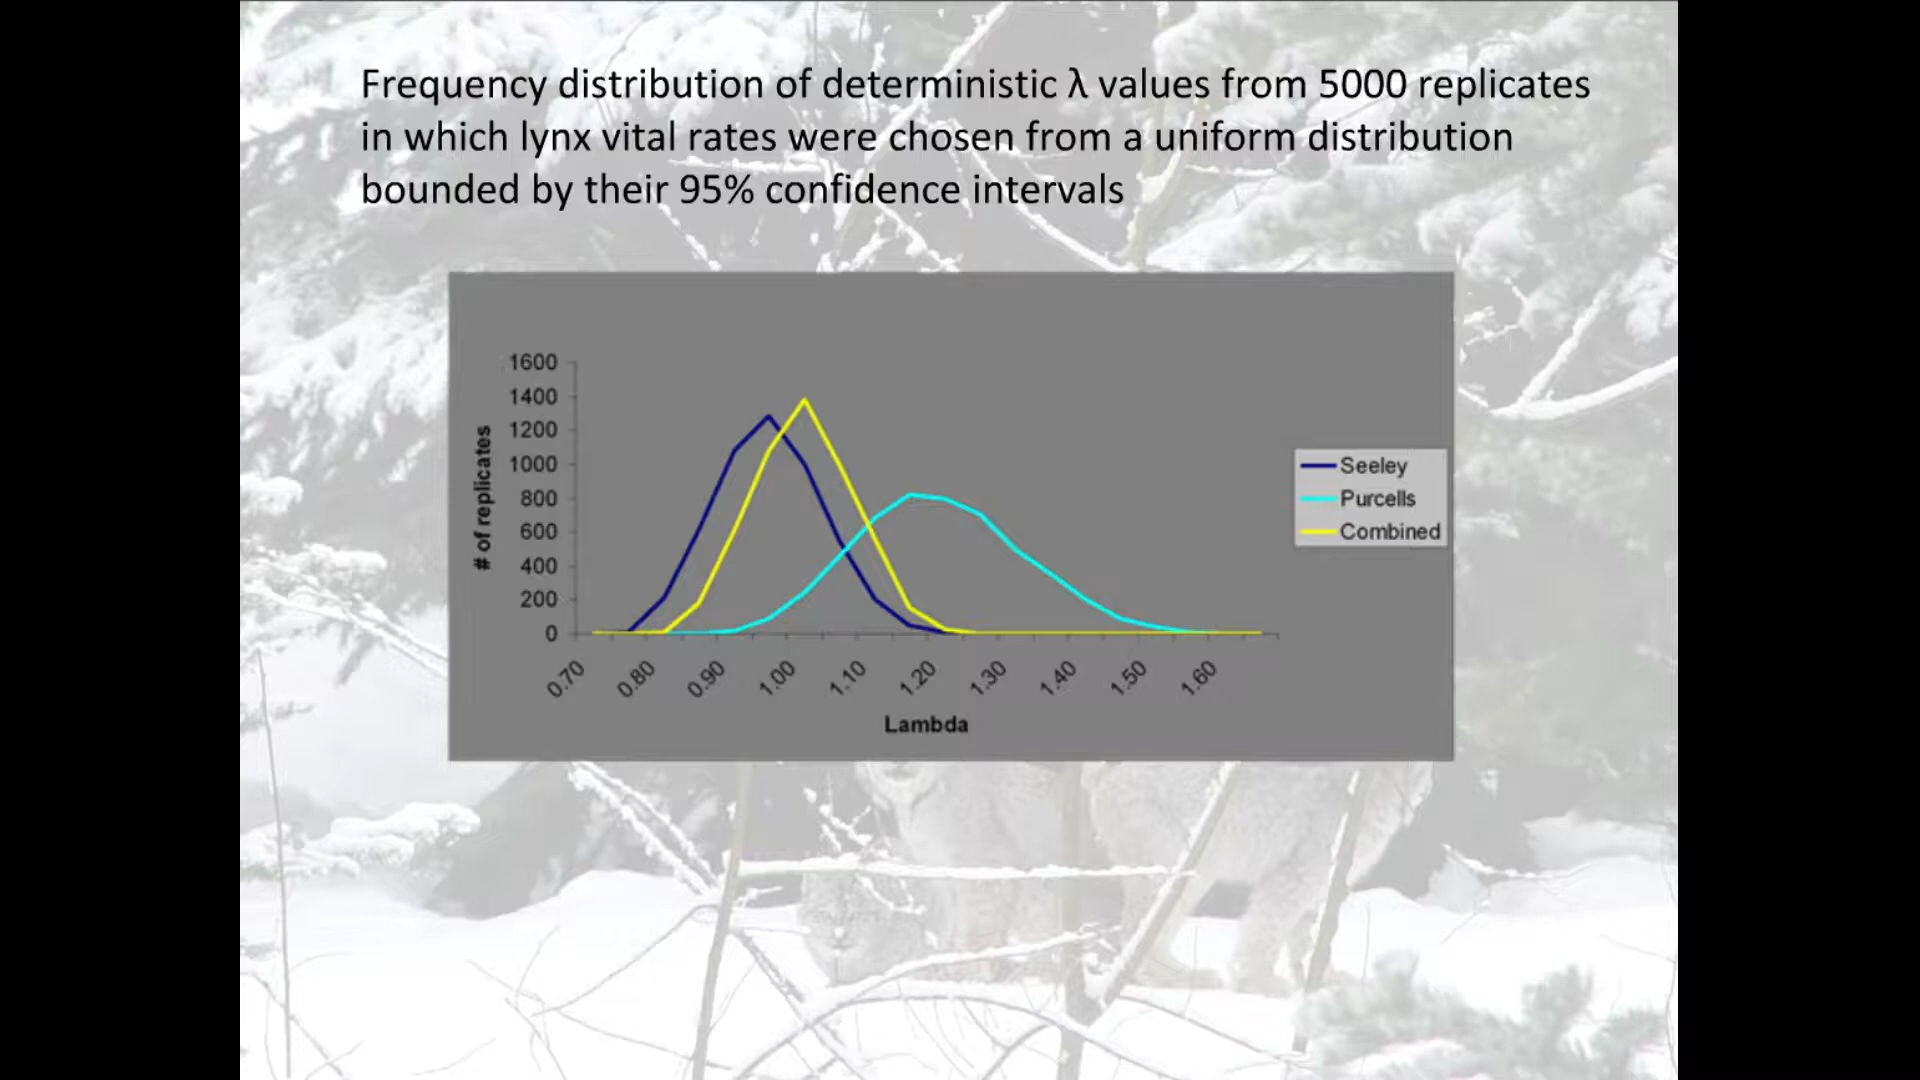 Frequency distribution of deterministic λ values from 5000 replicates
in which lynx vital rates were chosen from a uniform distribution
bounded by their 95% confidence intervals
1600
1400
1200
1000
800
600
400
200
0
# of replicates
0.70
0.80
0.90
1.00
1.10
1.20
1.30
1.40
1.50
1.60
Lambda
Seeley
Purcells
Combined